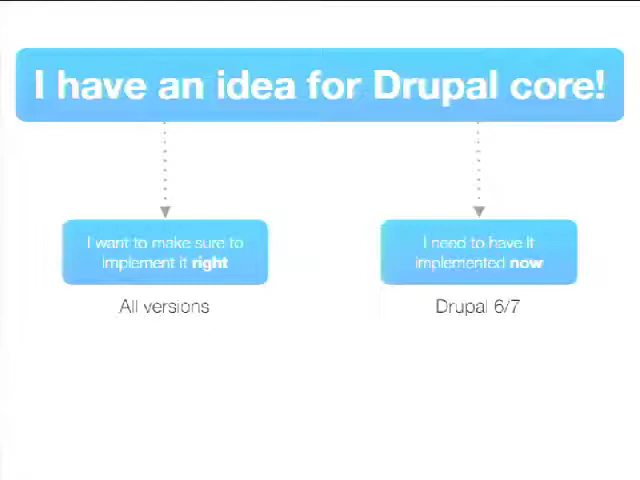 I have an idea for Drupal core!
I want to make sure to
implement it right
I need to have it
implemented now
All versions
Drupal 6/7